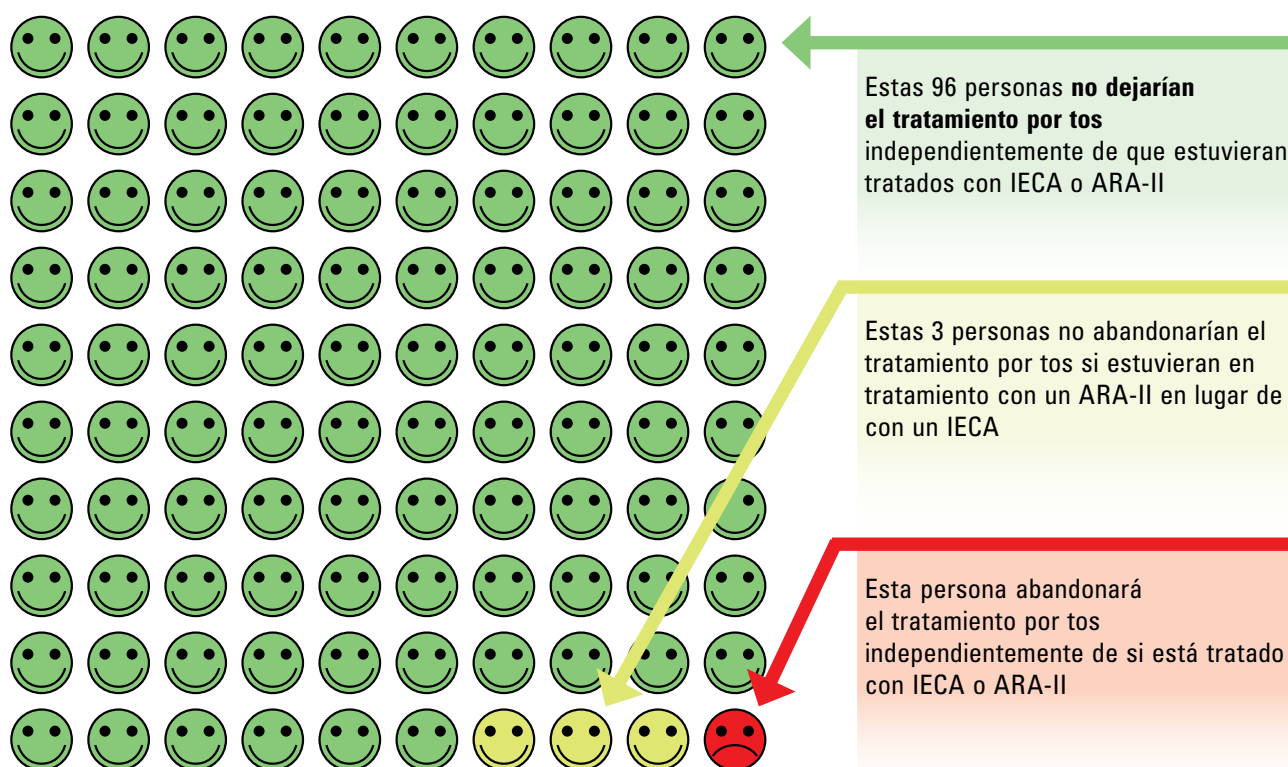 Estas 96 personas no dejarían
el tratamiento por tos
independientemente de que estuvieran
tratados con IECA o ARA-II
Estas 3 personas no abandonarían el
tratamiento por tos si estuvieran en
tratamiento con un ARA-II en lugar de
con un IECA
Esta persona abandonará
el tratamiento por tos
independientemente de si está tratado
con IECA o ARA-II